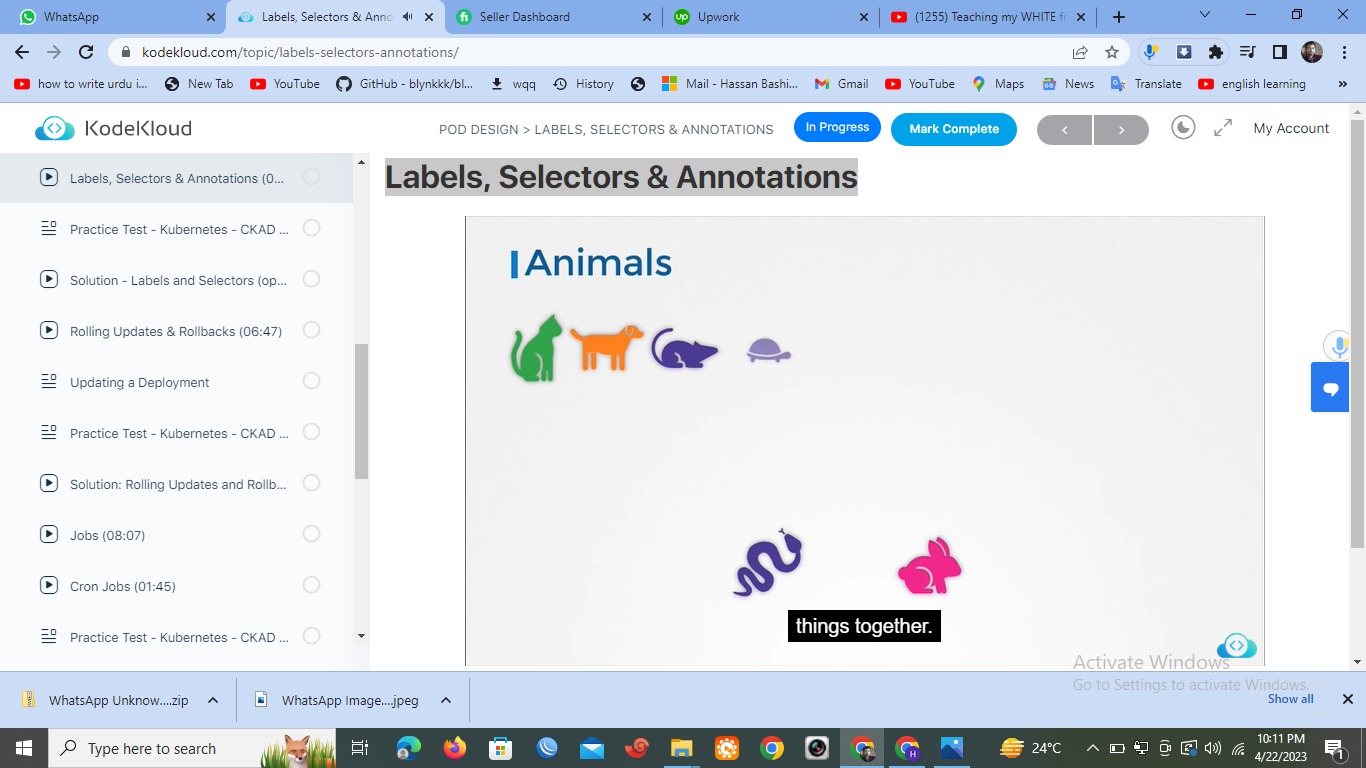 WhatsApp
Labels, Selectors & Anno
Seller Dashboard
Upwork
(1255) Teaching my WHITE fr
kodekloud.com/topic/labels-selectors-annotations/
how to write urdu i...
New Tab
YouTube
GitHub - blynkkk/bl...
wqq
History
Mail - Hassan Bashi...
Gmail
YouTube
Maps
News
Translate
english learning
»
KodeKloud
POD DESIGN > LABELS, SELECTORS & ANNOTATIONS
In Progress
Mark Complete
<
>
My Account
Labels, Selectors & Annotations (0...
Practice Test - Kubernetes - CKAD ...
Solution - Labels and Selectors (op...
Rolling Updates & Rollbacks (06:47)
Updating a Deployment
Practice Test - Kubernetes - CKAD ...
Solution: Rolling Updates and Rollb...
Jobs (08:07)
Cron Jobs (01:45)
Practice Test - Kubernetes - CKAD ...
Labels, Selectors & Annotations
Animals
things together.
Activate Windows
Go to Settings to activate Windows.
WhatsApp Unknow....zip
WhatsApp Image....jpeg
Show all
Type here to search
24°C
10:11 PM
4/22/2023
1